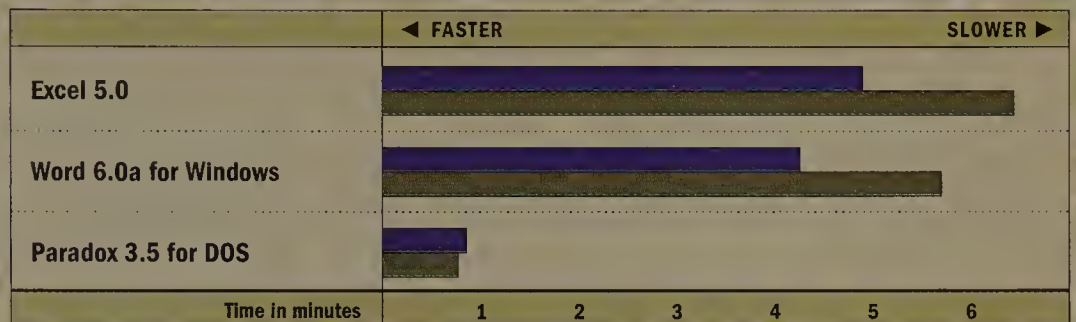 ◄ FASTER SLOWER ►
Excel 5.0
Word 6.0a for Windows
Paradox 3.5 for DOS
Time in minutes 1 2 3 4 5 6